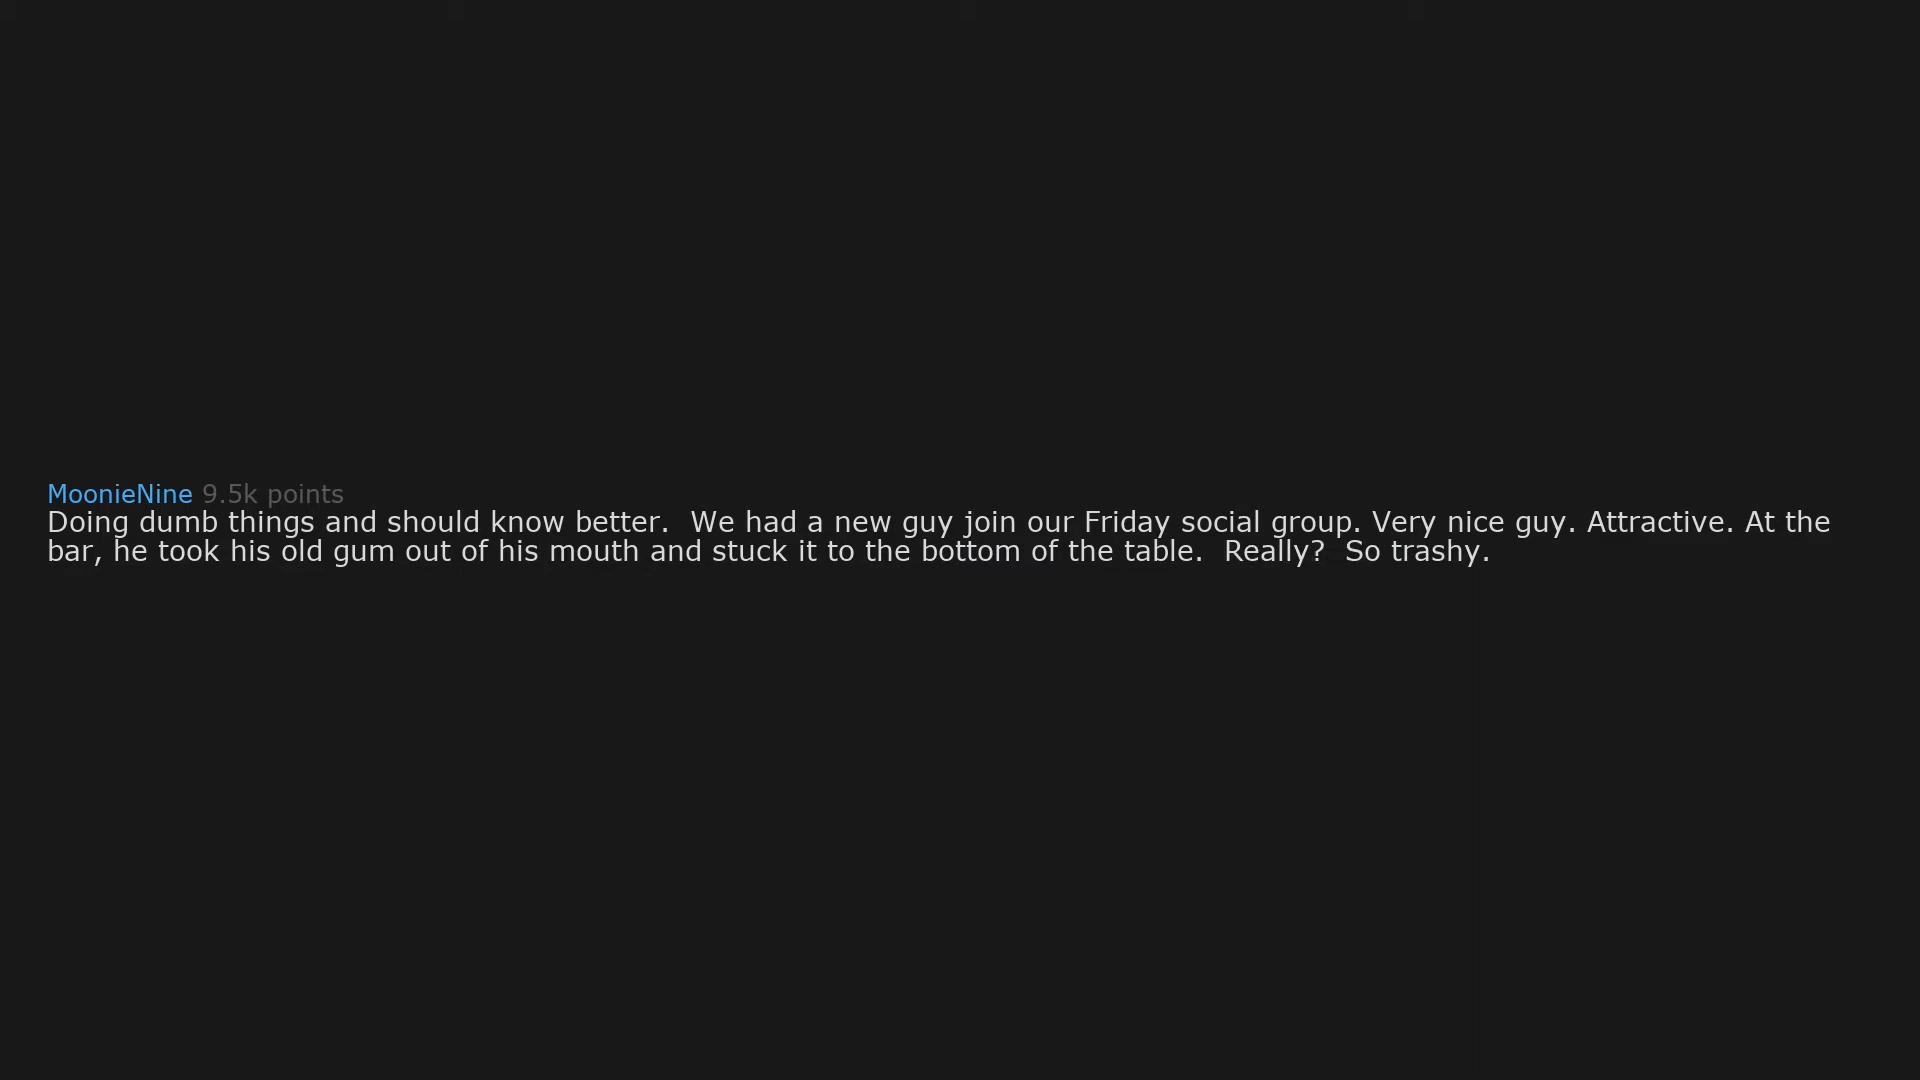 MoonieNine 9.5k points
Doing dumb things and should know better.  We had a new guy join our Friday social group. Very nice guy. Attractive. At the
bar, he took his old gum out of his mouth and stuck it to the bottom of the table.  Really?  So trashy.